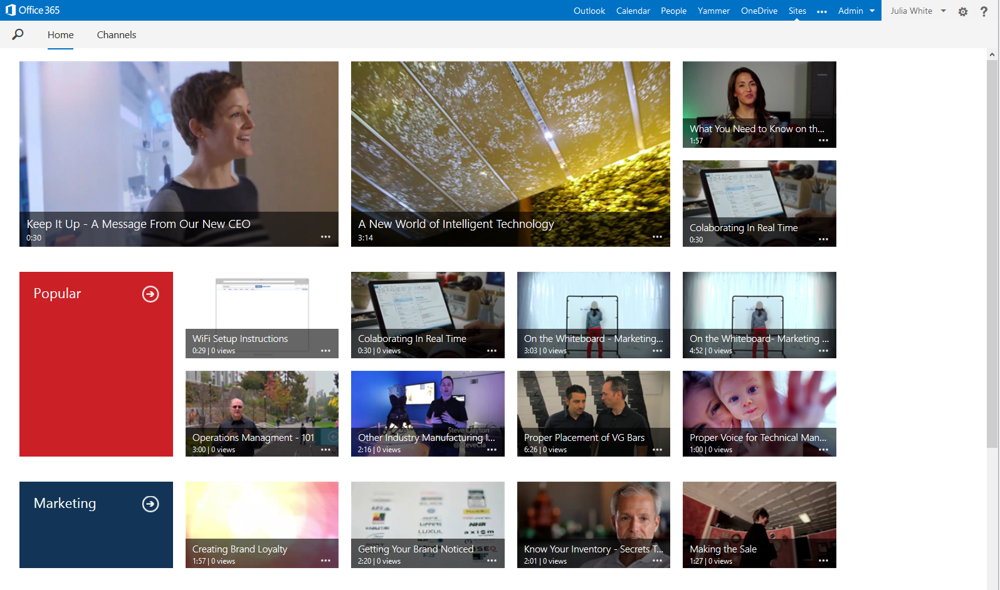 Office 365
Outlook Calendar People Yammer OneDrive Sites Admin Julia White ?
Home Channels
Keep It Up - A Message From Our New CEO
0:30
A New World of Intelligent Technology
3:14
What You Need to Know on th...
1:57
Colaborating In Real Time
0:30
Popular
WiFi Setup Instructions
0:29 | 0 views
Colaborating In Real Time
0:30 | 0 views
On the Whiteboard - Marketing...
3:03 | 0 views
On the Whiteboard- Marketing ...
4:52 | 0 views
Operations Managment - 101
3:00 | 0 views
Steve Clayton
@SteveCla
Other Industry Manufacturing I...
2:16 | 0 views
Proper Placement of VG Bars
6:26 | 0 views
Proper Voice for Technical Man...
1:00 | 0 views
Marketing
Creating Brand Loyalty
1:57 | 0 views
LUXUL
NHR
axiom
Getting Your Brand Noticed
2:20 | 0 views
Know Your Inventory - Secrets T...
2:01 | 0 views
Making the Sale
1:27 | 0 views